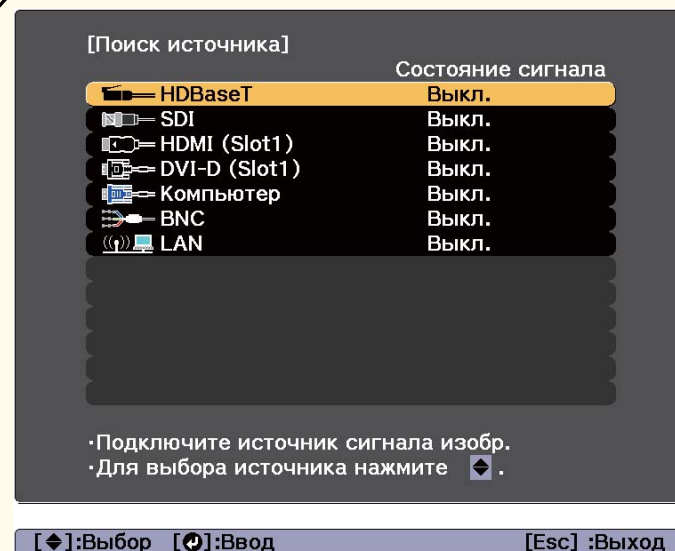 [Поиск источника]
Состояние сигнала
HDBaseT Выкл.
SDI Выкл.
HDMI (Slot1) Выкл.
DVI-D (Slot1) Выкл.
Компьютер Выкл.
BNC Выкл.
LAN Выкл.
·Подключите источник сигнала изобр.
·Для выбора источника нажмите .
[]:Выбор []:Ввод [Esc] :Выход